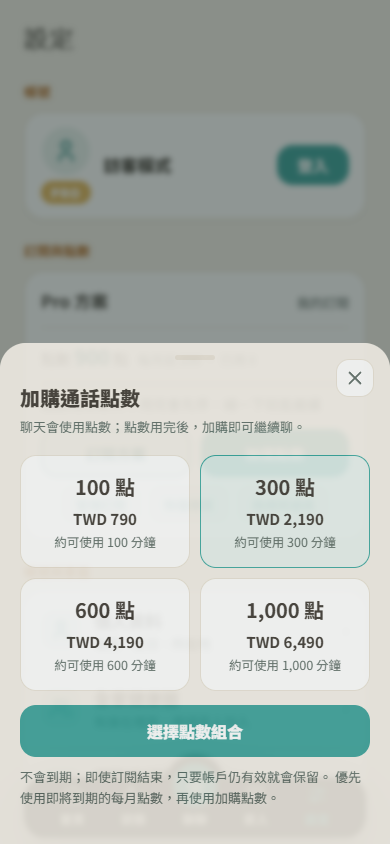 設定
訪客模式
登入
Pro 方案
加購通話點數
聊天會使用點數；點數用完後，加購即可繼續聊。
100 點
TWD 790
約可使用 100 分鐘
300 點
TWD 2,190
約可使用 300 分鐘
600 點
TWD 4,190
約可使用 600 分鐘
1,000 點
TWD 6,490
約可使用 1,000 分鐘
選擇點數組合
不會到期；即使訂閱結束，只要帳戶仍有效就會保留。 優先
使用即將到期的每月點數，再使用加購點數。